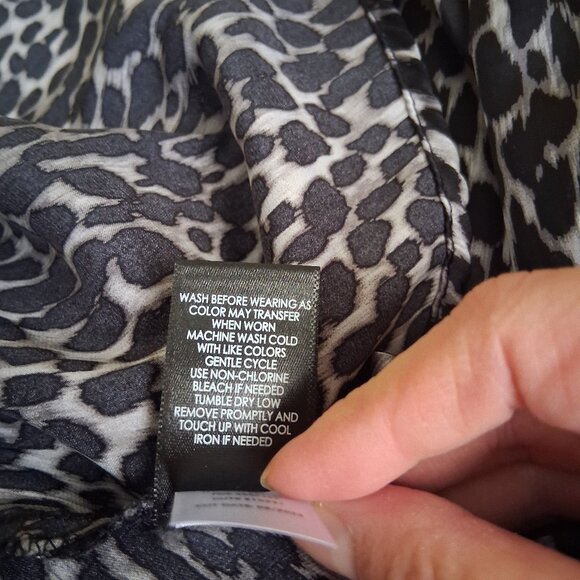 WASH BEFORE WEARING AS
COLOR MAY TRANSFER
WHEN WORN
MACHINE WASH COLD
WITH LIKE COLORS
GENTLE CYCLE
USE NON-CHLORINE
BLEACH IF NEEDED
TUMBLE DRY LOW
REMOVE PROMPTLY AND
TOUCH UP WITH COOL
IRON IF NEEDED